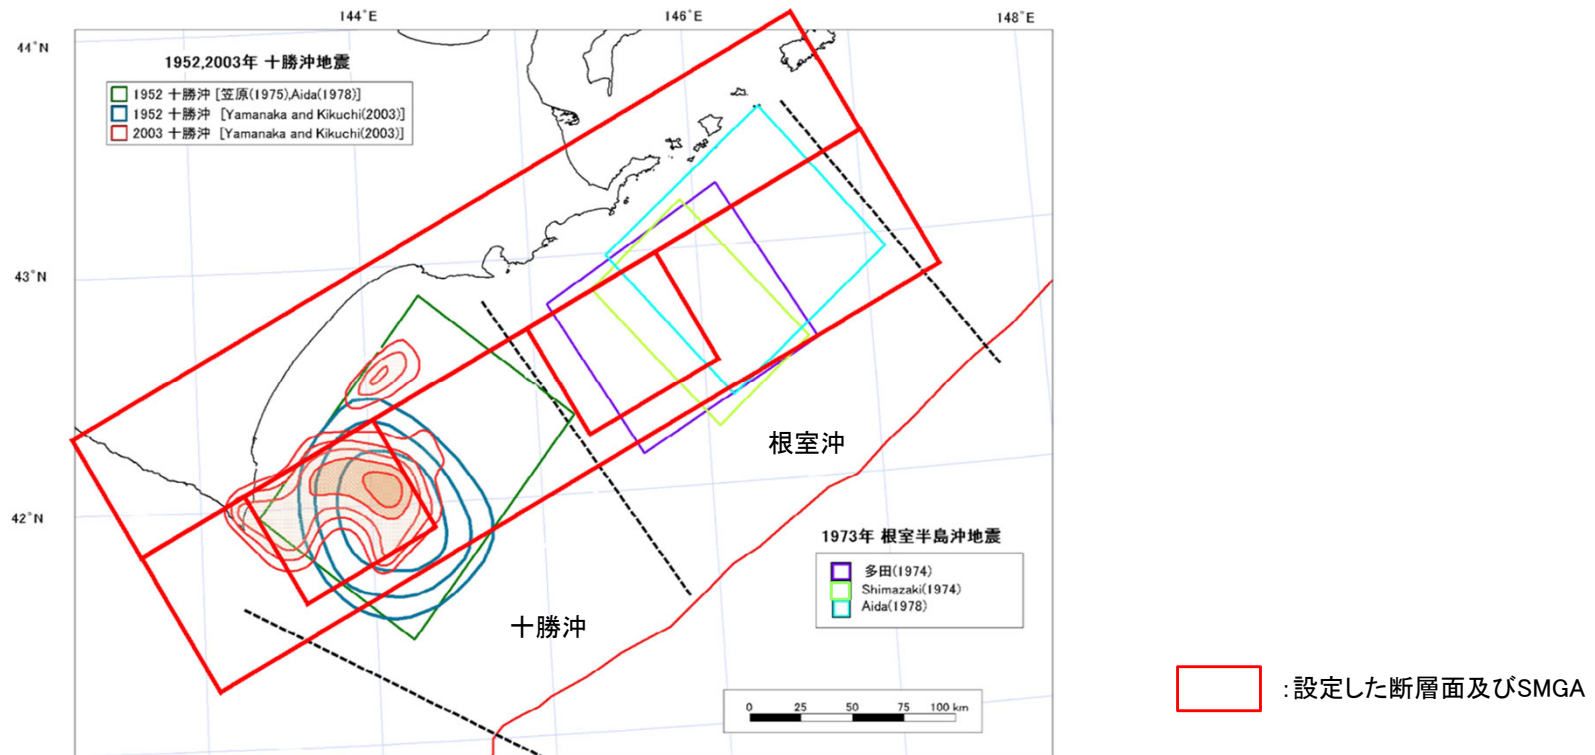 144°E
146°E
148°E
44°N
1952,2003年 十勝沖地震
1952 十勝沖 [笠原(1975),Aida(1978)]
1952 十勝沖 [Yamanaka and Kikuchi(2003)]
2003 十勝沖 [Yamanaka and Kikuchi(2003)]
43°N
根室沖
42°N
1973年 根室半島沖地震
多田(1974)
Shimazaki(1974)
Aida(1978)
十勝沖
:設定した断層面及びSMGA
0 25 50 75 100 km